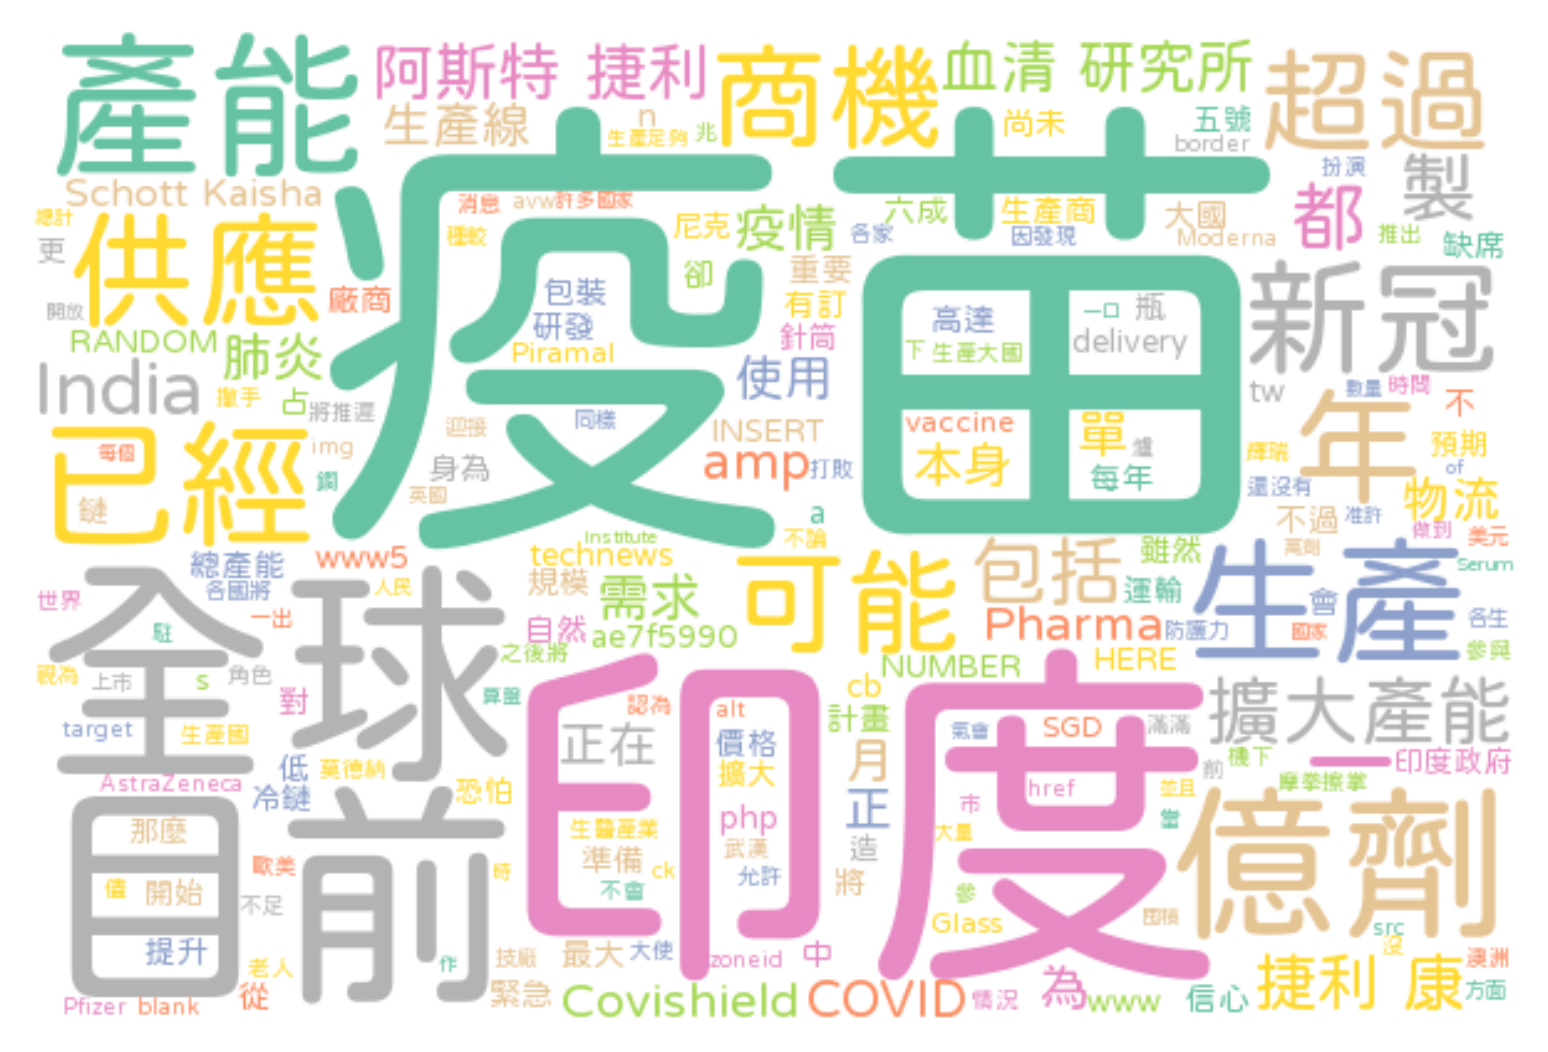 產能
阿斯特 捷利
商機
血清 研究所
超過
生產線
n
生產足夠
兆
尚未
五號
border
扮演
製
Schott Kaisha
疫苗
消息
avw
許多國家
種蛟
尼克
疫情
各家
六成
生產商
因發現
大國
Moderna
都
推出
缺席
總計
更
供應
開放
廠商
卻
重要
有訂
針筒
包裝
研發
Piramal
高達
一口
瓶
下
生產大國
delivery
新冠
RANDOM
肺炎
India
撤手
占
將推遲
同樣
使用
vaccine
單
本身
每年
tw
數量
時間
不
年
已經
每個
鏈
img
迎接
身為
英國
INSERT
amp
打敗
a
不論
輝瑞
還沒有
預期
of
物流
不過
准許
做到
美元
總產能
各國將
www5
人民
Institute
technews
規模
需求
可能
包括
雖然
運輸
萬劑
生產
會
國家
Serum
各生
參與
世界
一出
駐
全球
自然
ae7f5990
之後將
Pharma
防護力
NUMBER
HERE
視為
上市
s
角色
對
算盤
印度
認為
alt
cb
計畫
氣會
SGD
滿滿
擴大產能
target
生產國
低
莫德納
正在
價格
擴大
月
前
機下
一
印度政府
AstraZeneca
冷鏈
恐怕
php
href
並且
摩拳擦掌
目前
那麼
生醫產業
正
市
大量
當
億劑
歐美
準備
武漢
造
開始
不足
時
不會
ck
允許
將
參
提升
Glass
老人
作
技廠
最大
大使
zoneid
中
src
沒
澳洲
Pfizer
blank
從
緊急
Covishield
COVID
情況
為
www
信心
捷利 康
方面